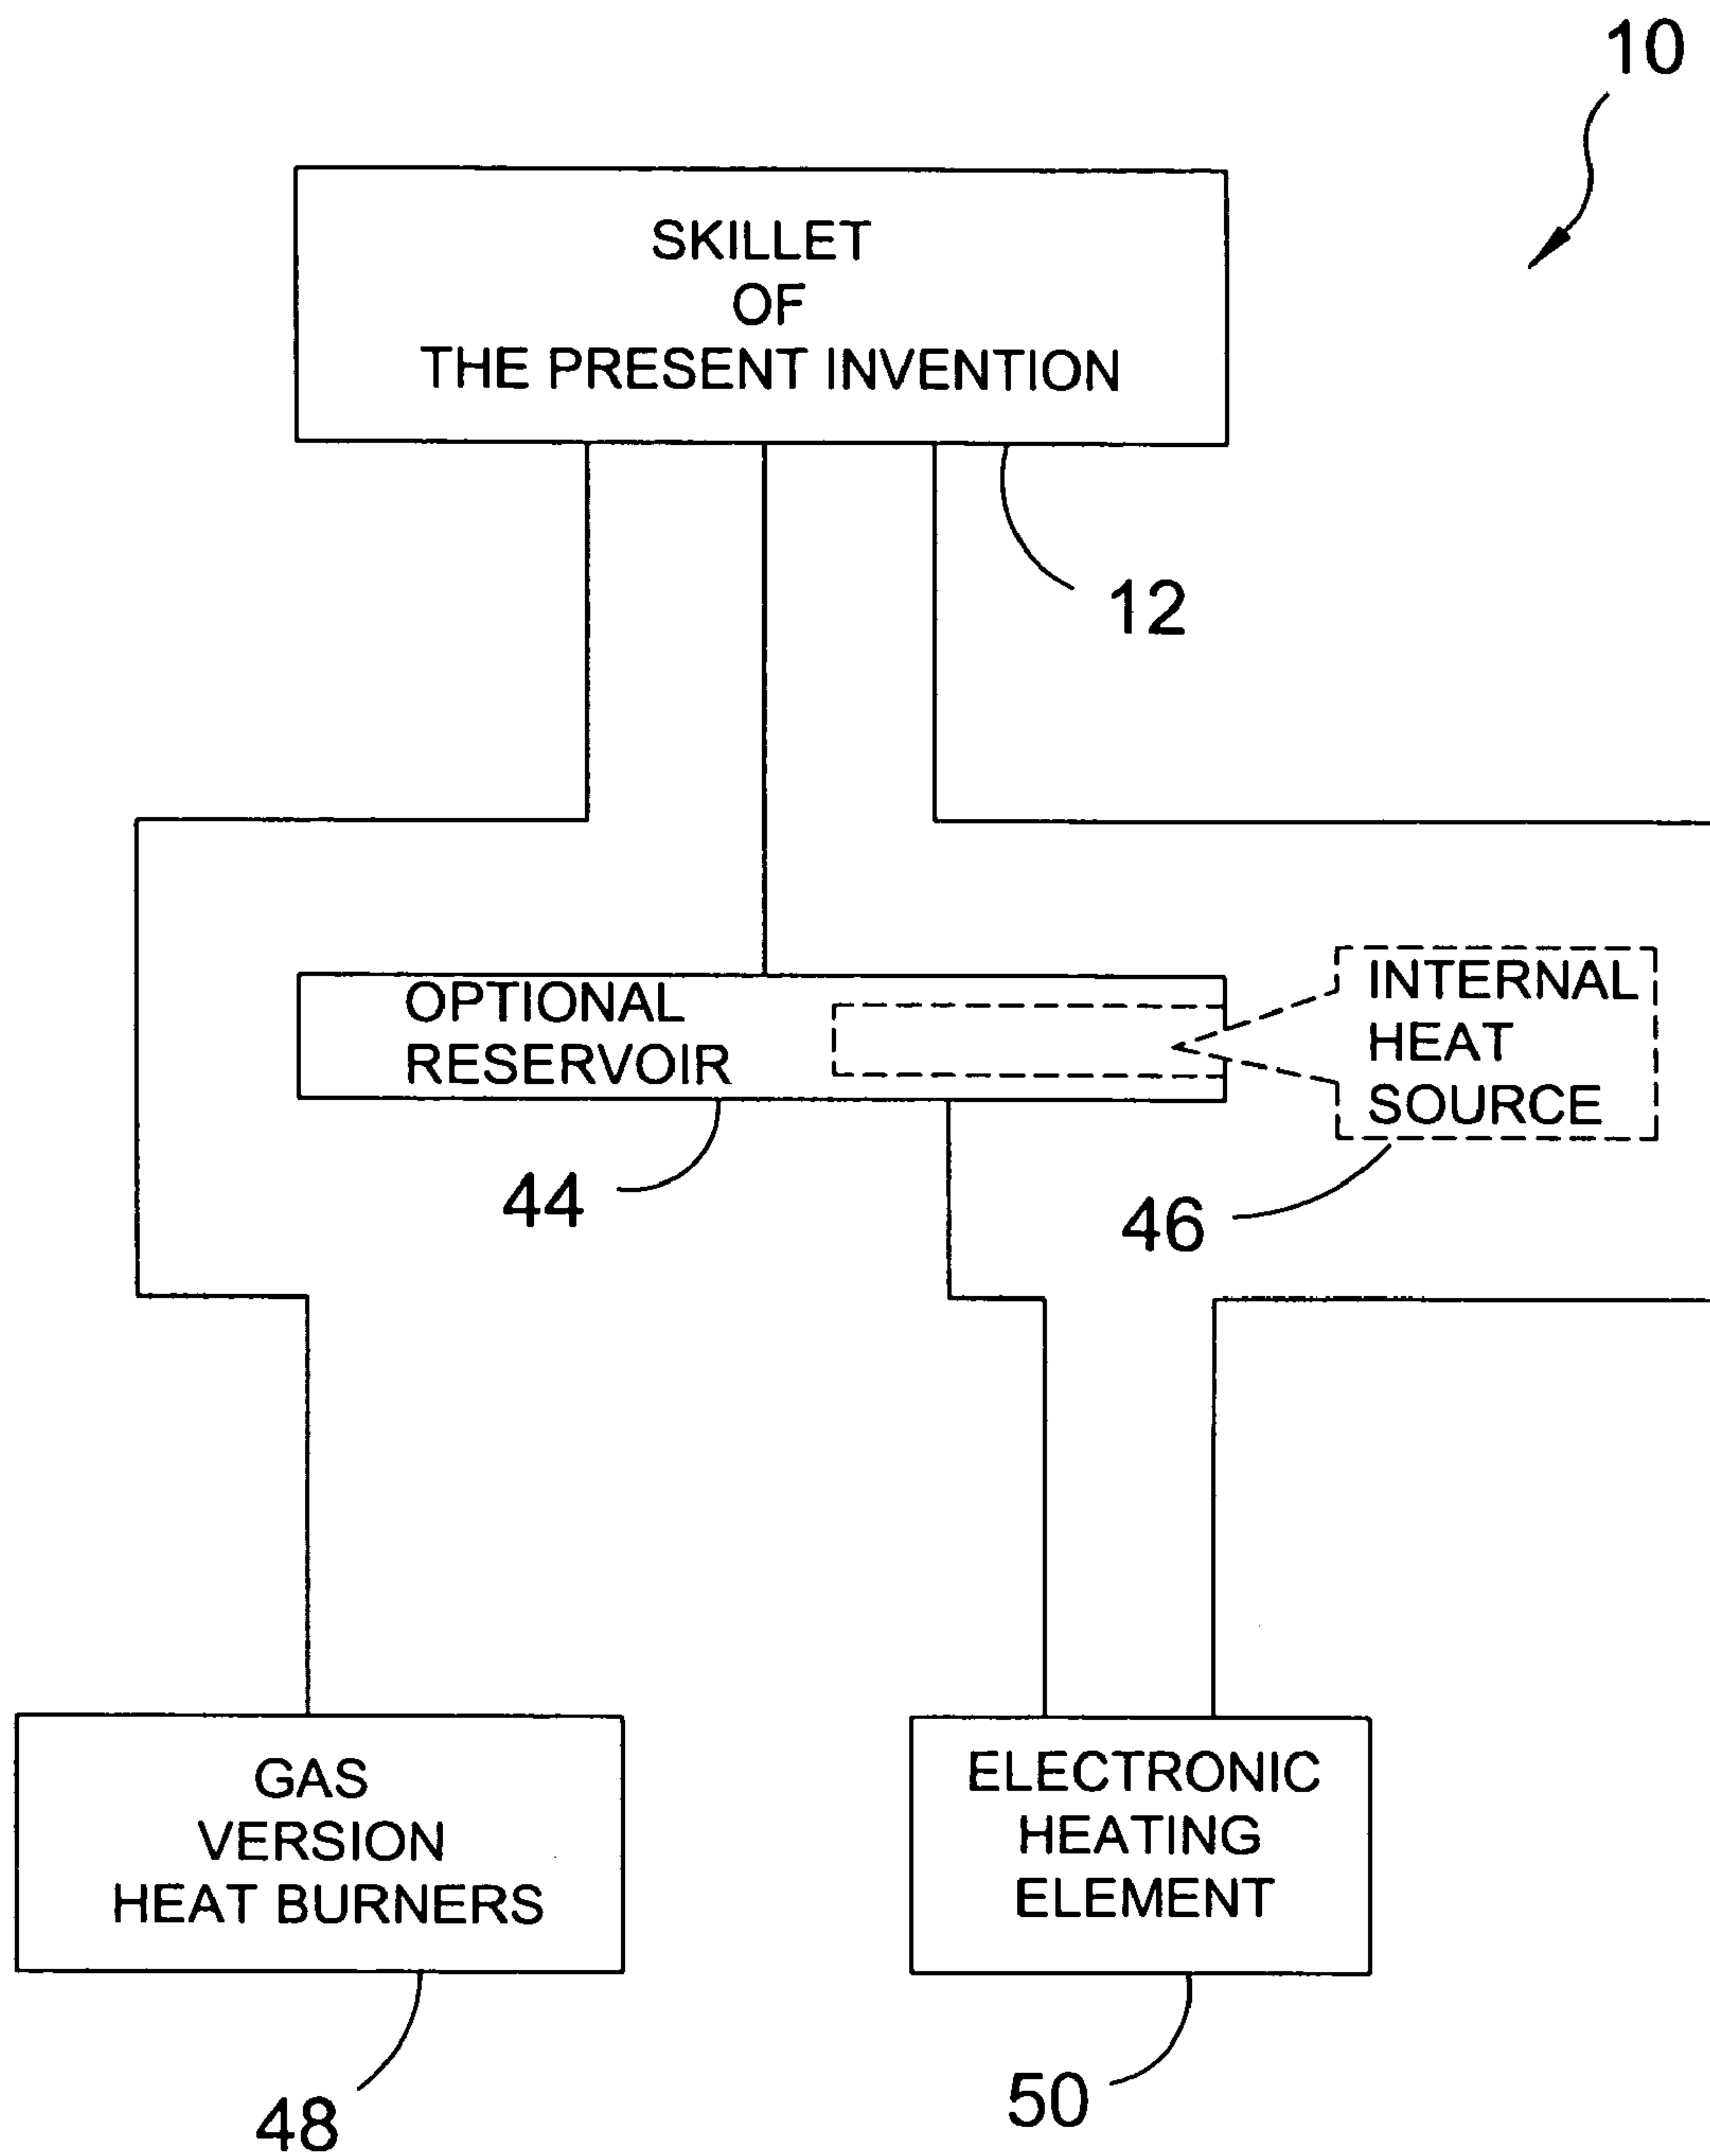 10
SKILLET
OF
THE PRESENT INVENTION
12
OPTIONAL
RESERVOIR
INTERNAL
HEAT
SOURCE
44
46
GAS
VERSION
HEAT BURNERS
ELECTRONIC
HEATING
ELEMENT
48
50